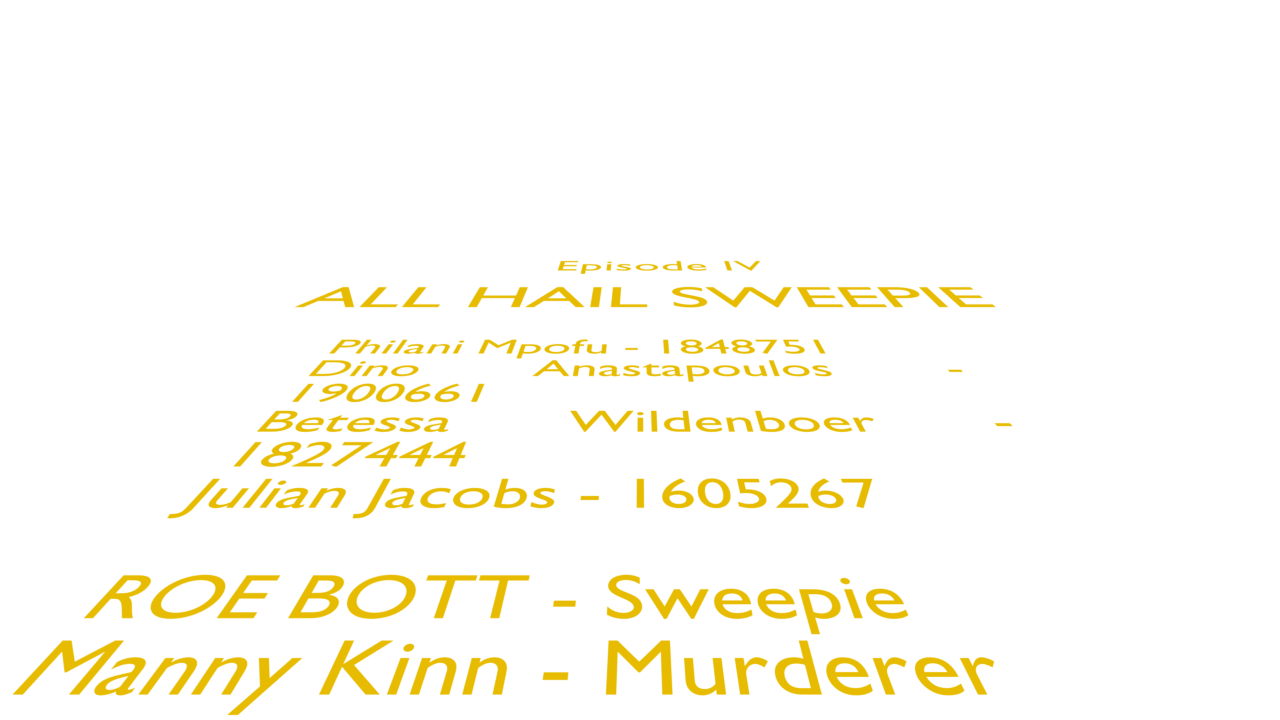 Episode IV
ALL HAIL SWEEPIE
Philani Mpofu - 1848751
Dino Anastapoulos -
1900661
Betessa Wildenboer -
1827444
Julian Jacobs - 1605267
ROE BOTT - Sweepie
Manny Kinn - Murderer